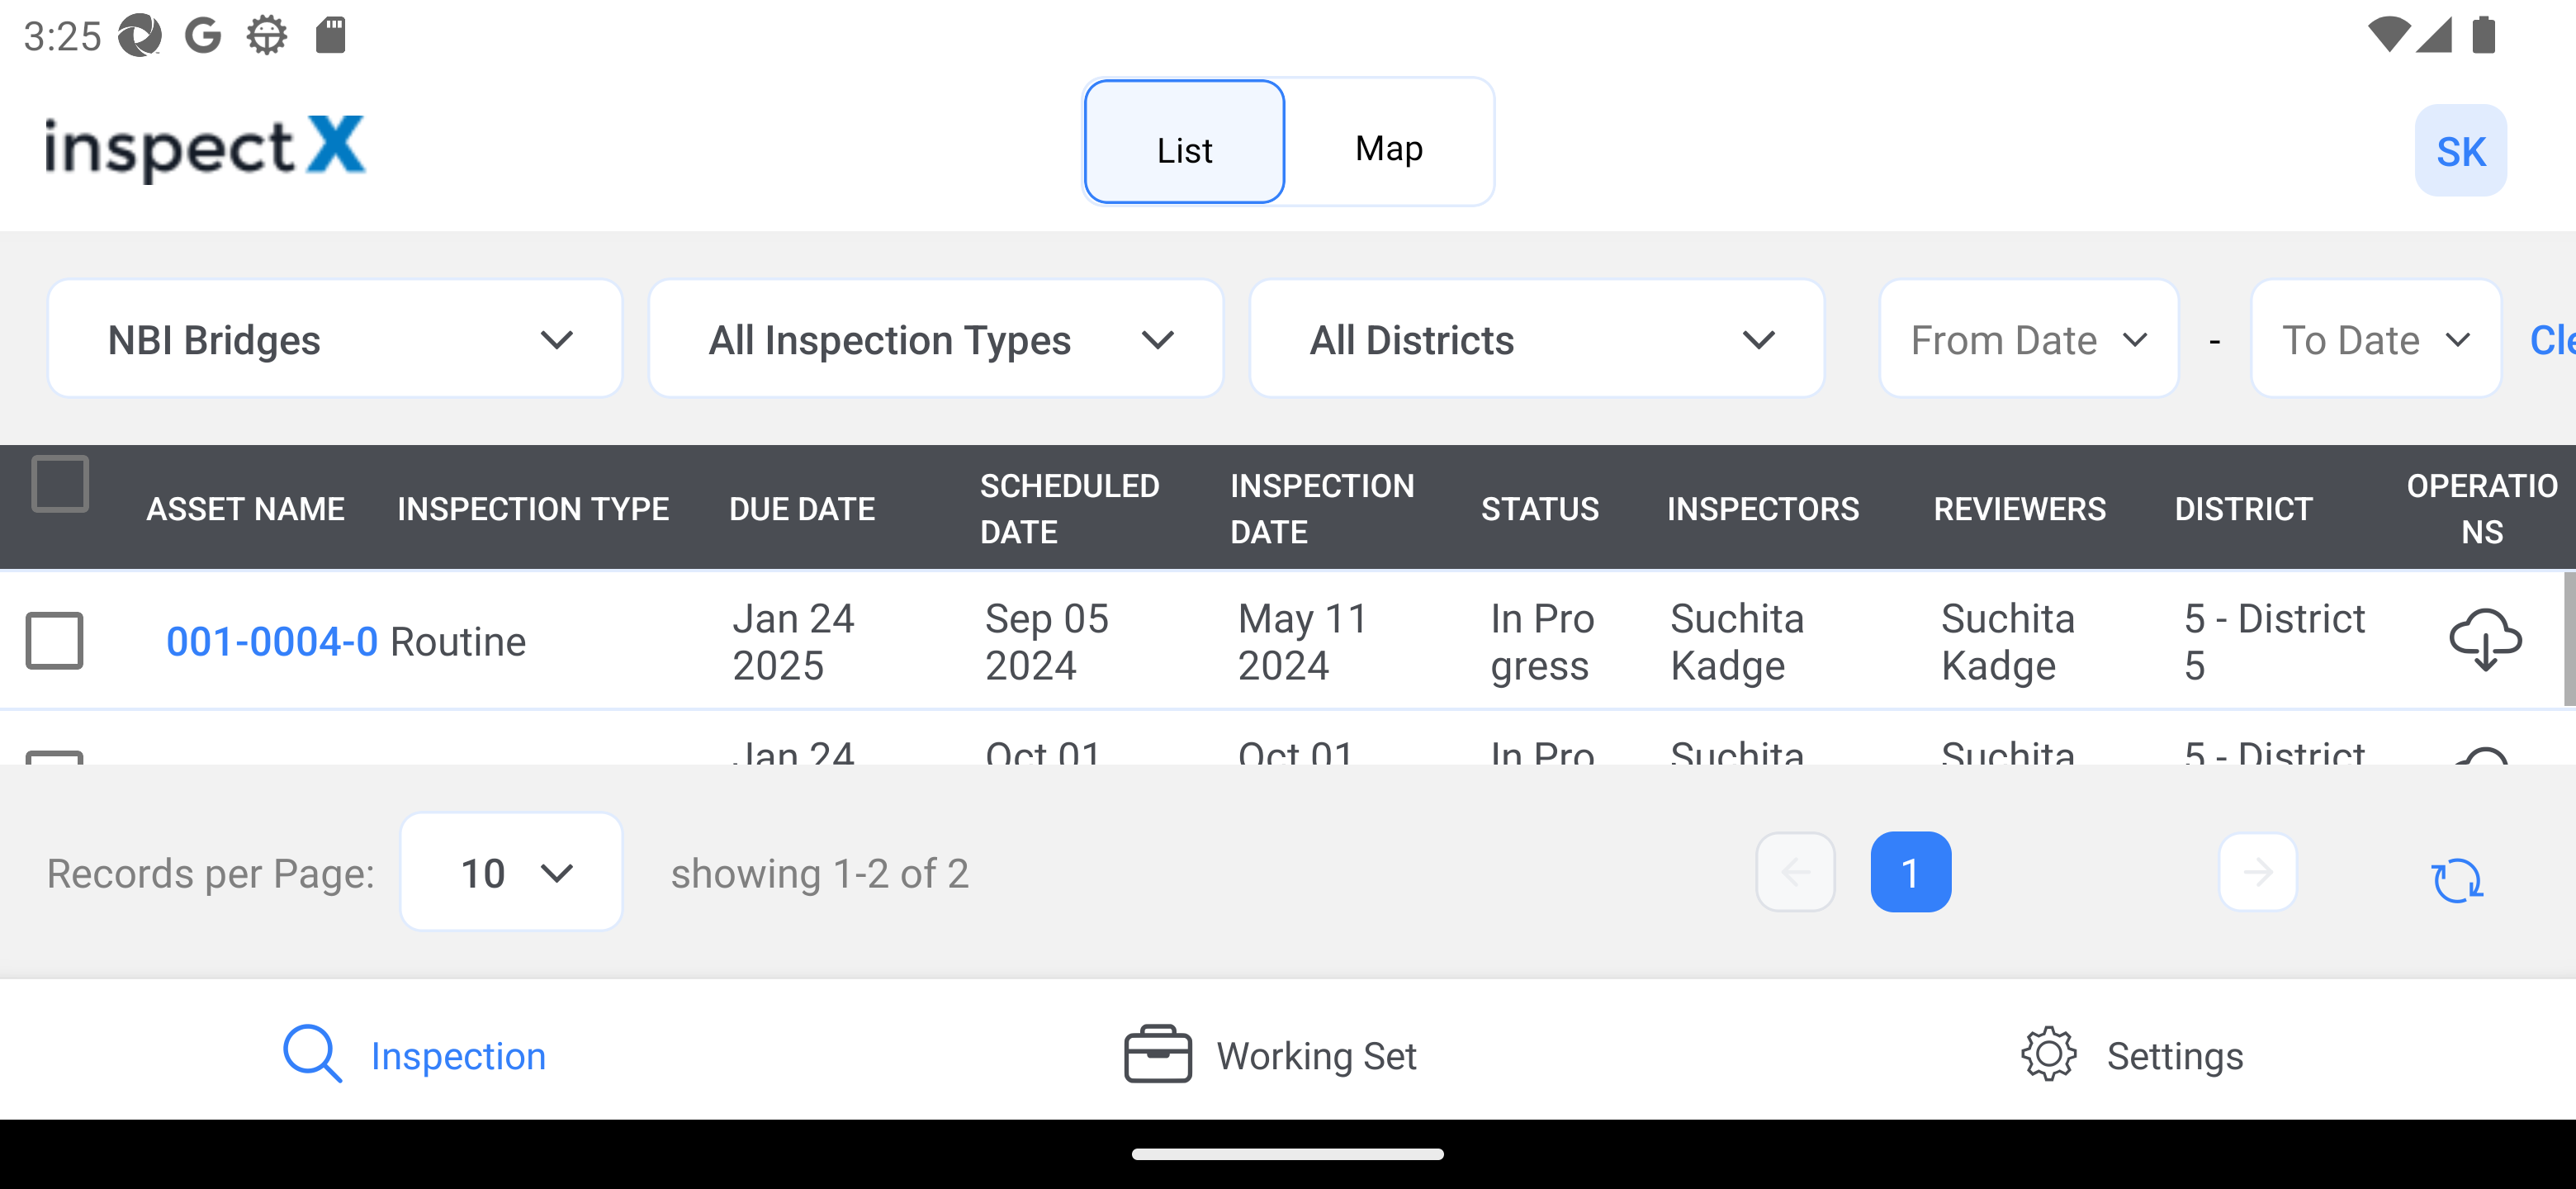 3:25
inspectX
List
Map
SK
NBI Bridges
All Inspection Types
All Districts
From Date
-
To Date
Cle
ASSET NAME
INSPECTION TYPE
DUE DATE
SCHEDULED
DATE
INSPECTION
DATE
STATUS
INSPECTORS
REVIEWERS
DISTRICT
OPERATIO
NS
001-0004-0
Routine
Jan 24
2025
Sep 05
2024
May 11
2024
In Pro
gress
Suchita
Kadge
Suchita
Kadge
5 - District
5
Jan 24
Oct 01
Oct 01
In Pro
Suchita
Suchita
5 - District
Records per Page:
10
showing 1-2 of 2
1
Inspection
Working Set
Settings